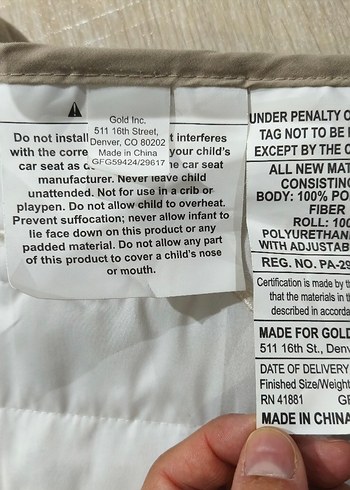 Gold Inc.
511 16th Street,
Denver, CO 80202
Made in China
GFG59424/29617
Do not install t interferes
with the corre your child's
car seat as d he car seat
manufacturer. Never leave child
unattended. Not for use in a crib or
playpen. Do not allow child to overheat.
Prevent suffocation; never allow infant to
lie face down on this product or any
padded material. Do not allow any part
of this product to cover a child's nose
or mouth.
UNDER PENALTY O
TAG NOT TO BE
EXCEPT BY THE C
ALL NEW MAT
CONSISTIN
BODY: 100% PO
FIBER
ROLL: 100
POLYURETHAN
WITH ADJUSTAB
REG. NO. PA-29
Certification is made by th
that the materials in t
described in accorda
MADE FOR GOLD
511 16th St., Denv
DATE OF DELIVERY
Finished Size/Weight
RN 41881 GF
MADE IN CHINA